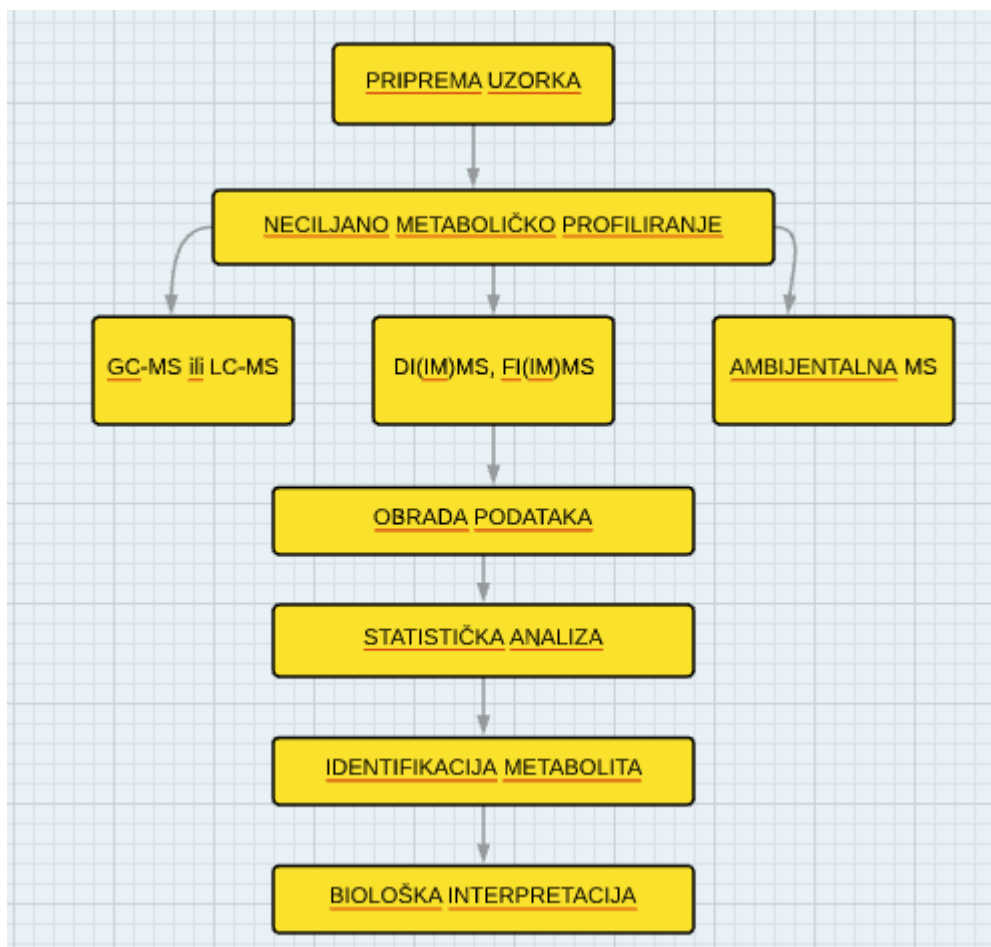 PRIPREMA UZORKA
NECILJANO METABOLIČKO PROFILIRANJE
GC-MS ili LC-MS
DI(IM)MS, FI(IM)MS
AMBIJENTALNA MS
OBRADA PODATAKA
STATISTIČKA ANALIZA
IDENTIFIKACIJA METABOLITA
BIOLOŠKA INTERPRETACIJA